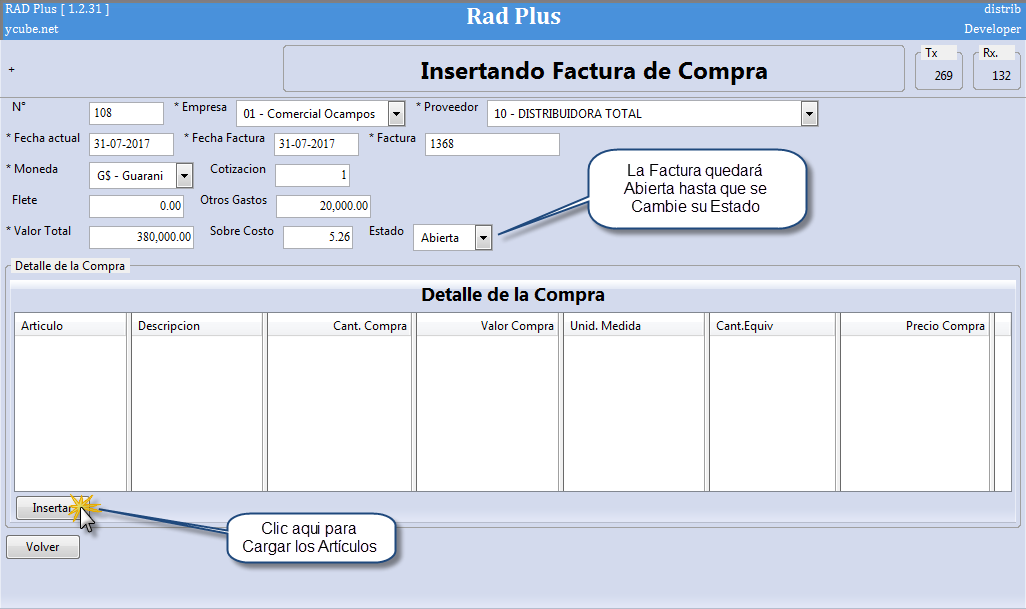 RAD Plus [ 1.2.31 ]
Rad Plus
distrib
ycube.net
Developer
+
Insertando Factura de Compra
Tx
269
Rx.
132
N° 108 * Empresa 01 - Comercial Ocampos * Proveedor 10 - DISTRIBUIDORA TOTAL
* Fecha actual 31-07-2017 * Fecha Factura 31-07-2017 * Factura 1368
* Moneda G$ - Guarani Cotizacion 1
Flete 0.00 Otros Gastos 20,000.00
* Valor Total 380,000.00 Sobre Costo 5.26 Estado Abierta
La Factura quedará
Abierta hasta que se
Cambie su Estado
Detalle de la Compra
Detalle de la Compra
Articulo Descripcion Cant. Compra Valor Compra Unid. Medida Cant.Equiv Precio Compra
Insertar
Clic aqui para
Cargar los Artículos
Volver